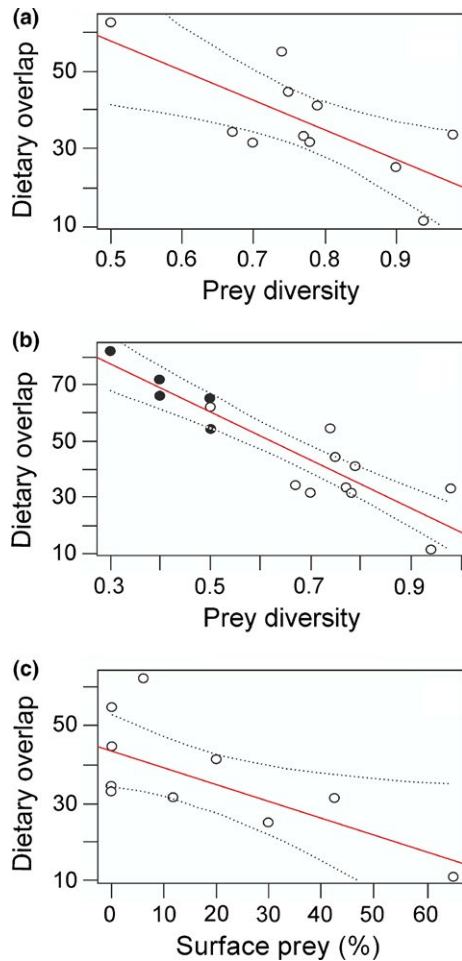 (a)
Dietary overlap
50
30
10
0.5 0.6 0.7 0.8 0.9
Prey diversity
(b)
Dietary overlap
70
50
30
10
0.3 0.5 0.7 0.9
Prey diversity
(c)
Dietary overlap
50
30
10
0 10 20 30 40 50 60
Surface prey (%)